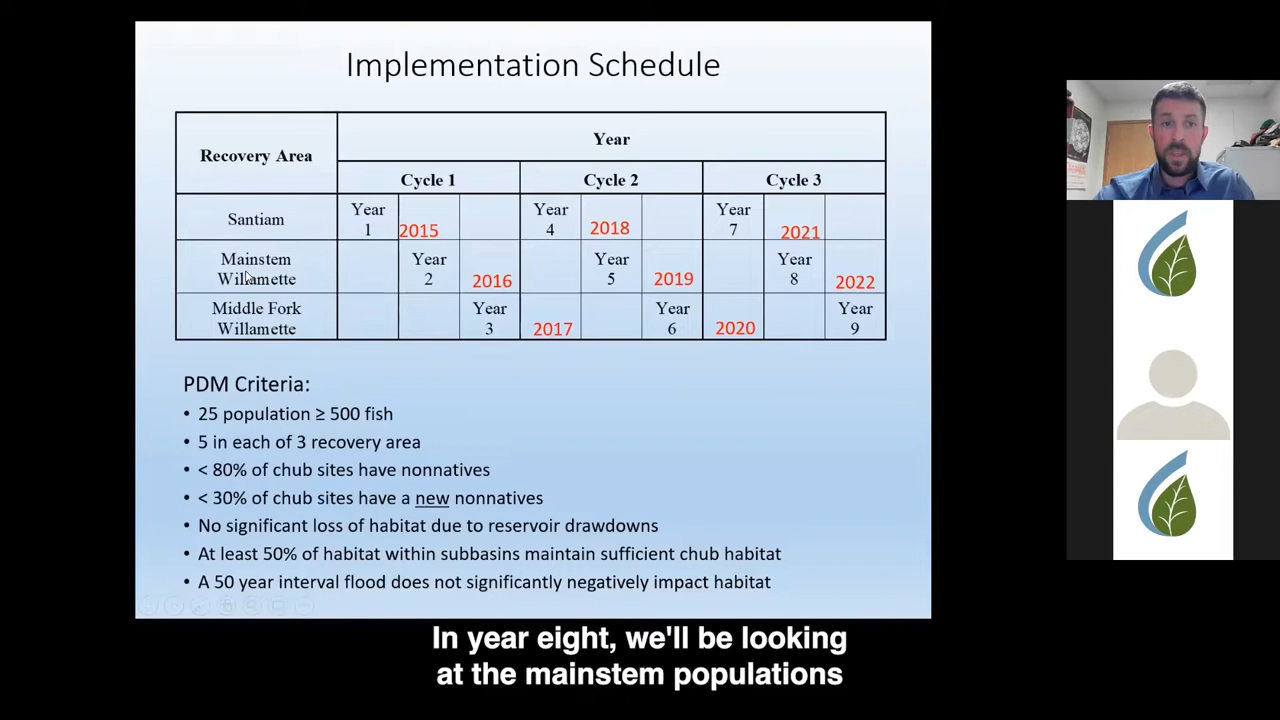 Implementation Schedule
Recovery Area
Year
Cycle 1
Cycle 2
Cycle 3
Santiam
Year
1
2015
Year
4
2018
Year
7
2021
Mainstem
Willamette
Year
2
2016
Year
5
2019
Year
8
2022
Middle Fork
Willamette
Year
3
2017
Year
6
2020
Year
9
PDM Criteria:
• 25 population ≥ 500 fish
• 5 in each of 3 recovery area
• < 80% of chub sites have nonnatives
• < 30% of chub sites have a new nonnatives
• No significant loss of habitat due to reservoir drawdowns
• At least 50% of habitat within subbasins maintain sufficient chub habitat
• A 50 year interval flood does not significantly negatively impact habitat
In year eight, we'll be looking
at the mainstem populations